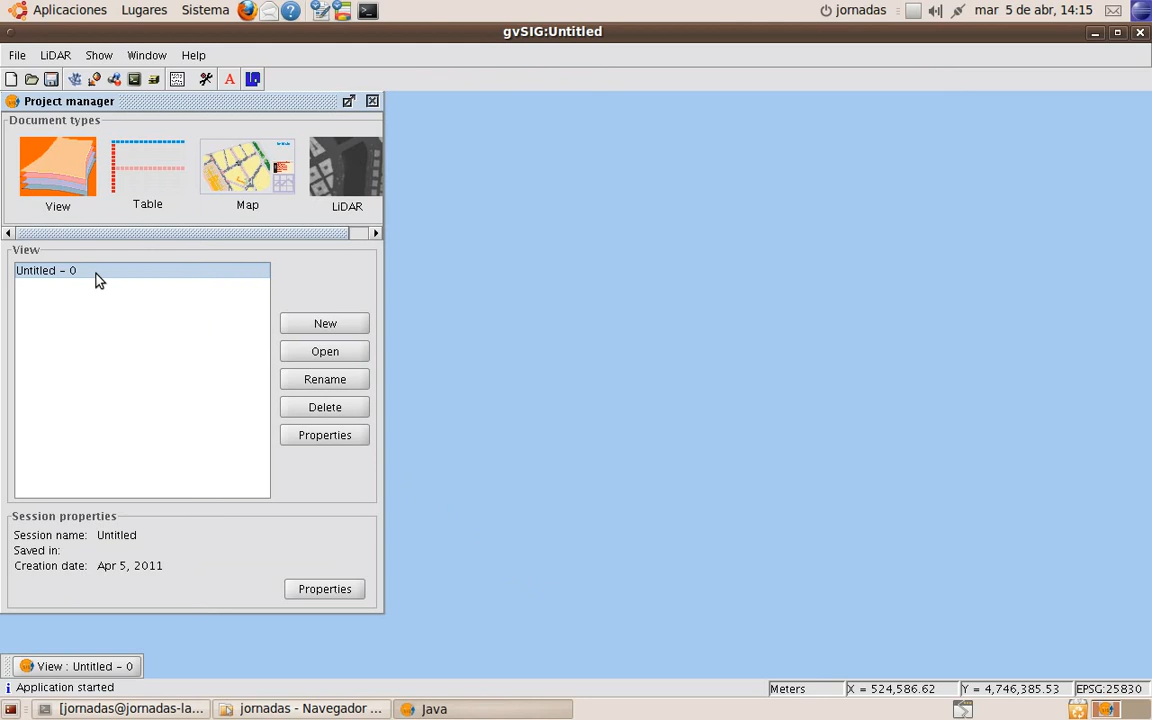 Aplicaciones Lugares Sistema jornadas mar 5 de abr, 14:15
gvSIG:Untitled
File LiDAR Show Window Help
Project manager
Document types
View Table Map LiDAR
View
Untitled - 0
New
Open
Rename
Delete
Properties
Session properties
Session name: Untitled
Saved in:
Creation date: Apr 5, 2011
Properties
View : Untitled - 0
Application started Meters X = 524,586.62 Y = 4,746,385.53 EPSG:25830
[jornadas@jornadas-la... jornadas - Navegador ... Java